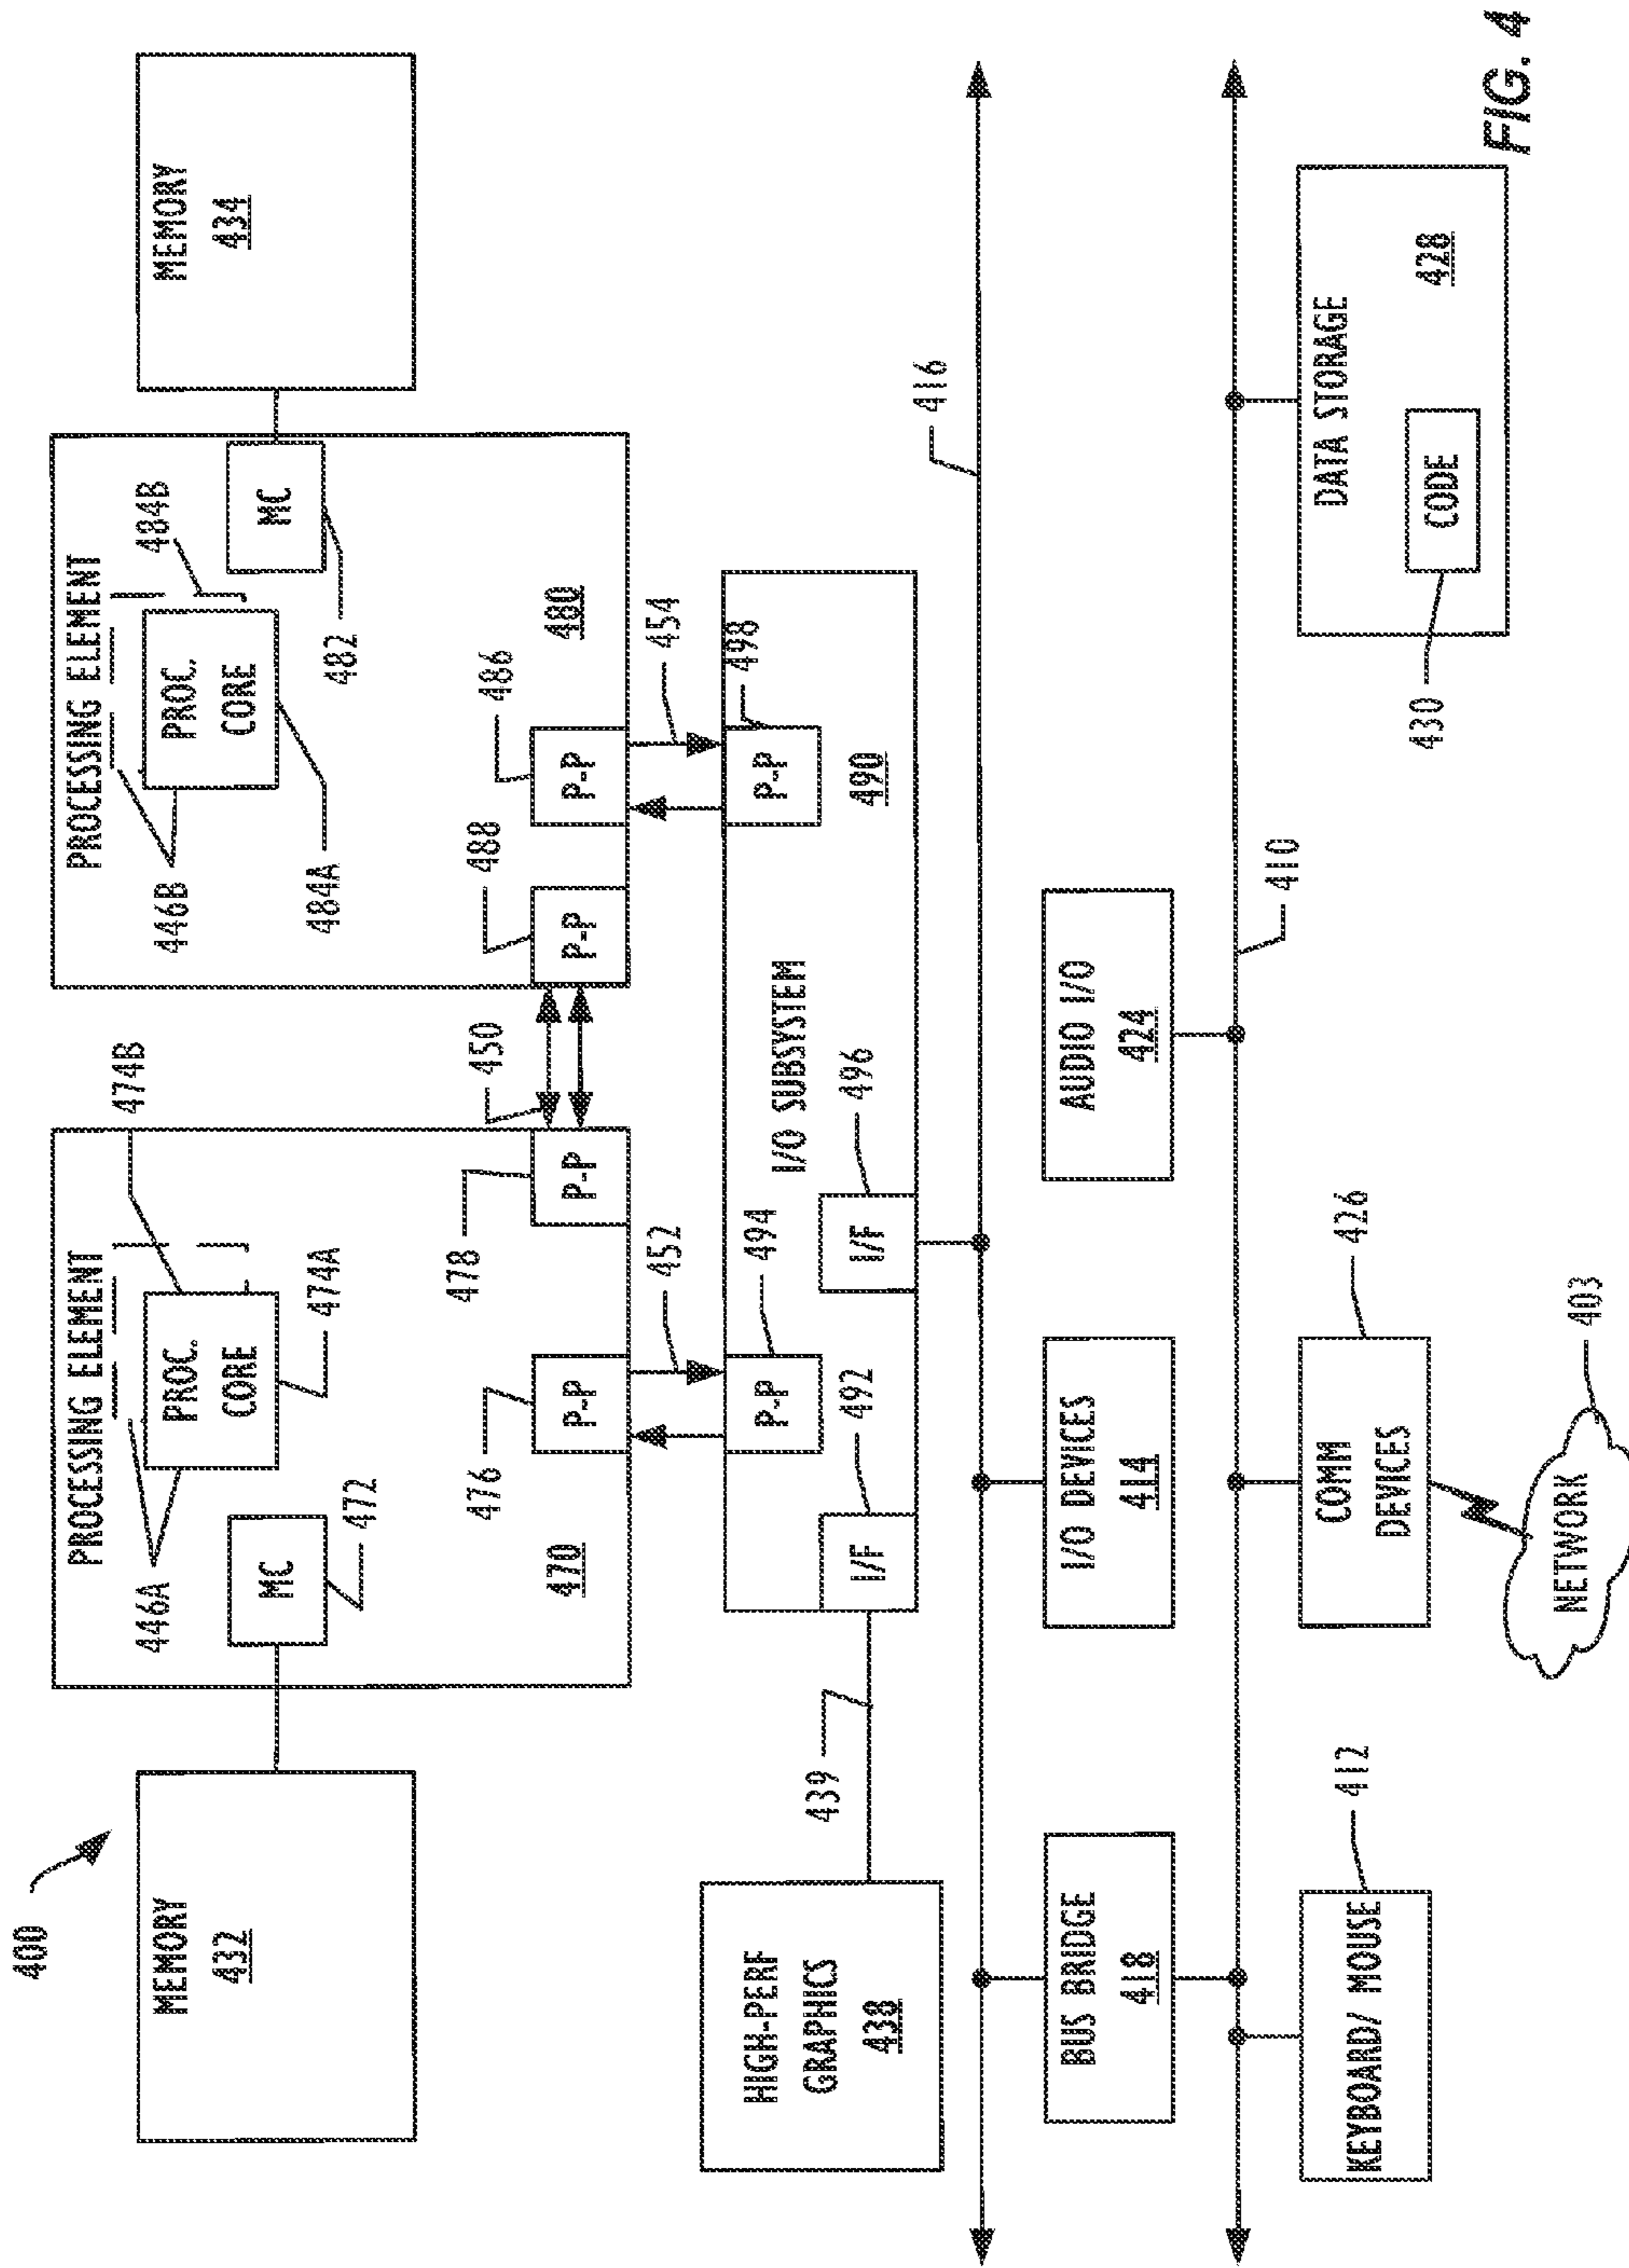 400
MEMORY
432
PROCESSING ELEMENT
446A
PROC.
CORE
474B
474A
MC
472
470
476
P-P
478
P-P
450
PROCESSING ELEMENT
446B
PROC.
CORE
484B
484A
MC
482
480
488
P-P
486
P-P
MEMORY
434
452
454
HIGH-PERF
GRAPHICS
438
439
I/F
492
P-P
494
I/O SUBSYSTEM
I/F
496
P-P
498
490
416
BUS BRIDGE
418
I/O DEVICES
414
AUDIO I/O
424
410
KEYBOARD/ MOUSE
412
COMM
DEVICES
426
NETWORK
403
DATA STORAGE
428
CODE
430
FIG. 4